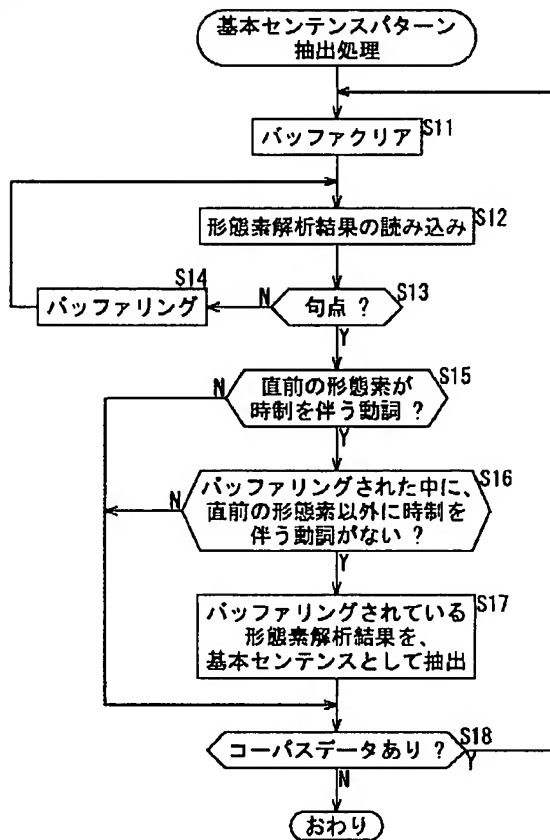 基本センテンスパターン
抽出処理
バッファクリア
S11
形態素解析結果の読み込み
S12
句点 ?
S13
N
Y
バッファリング
S14
直前の形態素が
時制を伴う動詞 ?
S15
N
Y
バッファリングされた中に、
直前の形態素以外に時制を
伴う動詞がない ?
S16
N
Y
バッファリングされている
形態素解析結果を、
基本センテンスとして抽出
S17
コーパスデータあり ?
S18
Y
N
おわり